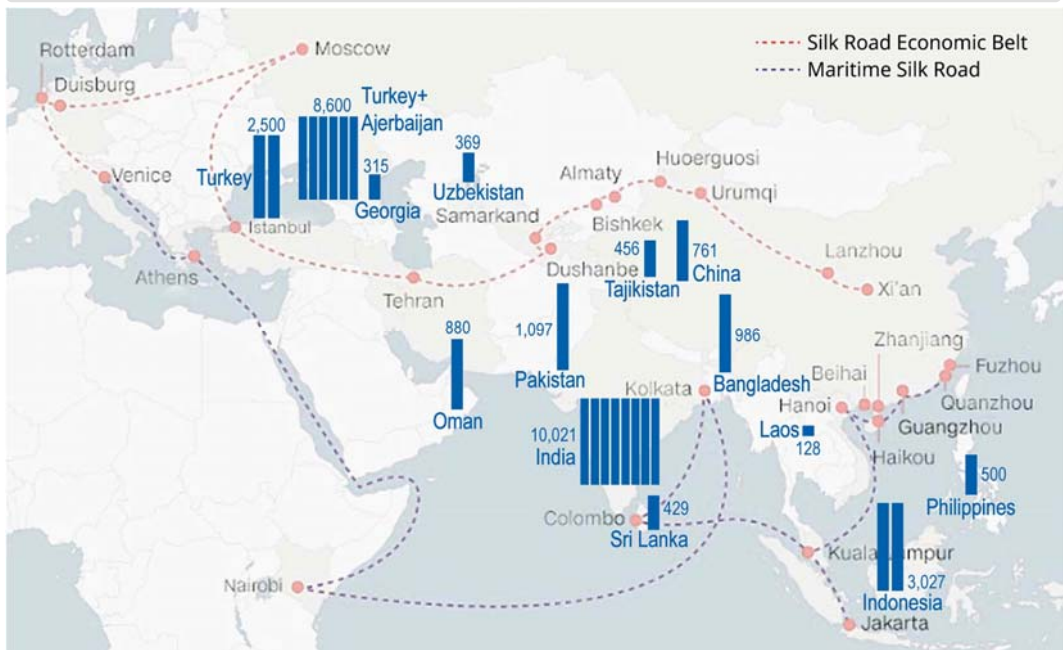 Silk Road Economic Belt
Maritime Silk Road
Rotterdam
Moscow
Duisburg
8,600
Turkey+
Ajerbaijan
2,500
315
369
Turkey
Venice
Georgia
Uzbekistan
Istanbul
Samarkand
Almaty
Huoerguosi
Urumqi
Bishkek
Athens
Tehran
Dushanbe
456
761
Tajikistan
China
Lanzhou
Xi'an
880
1,097
986
Zhanjiang
Oman
Pakistan
Kolkata
Bangladesh
Beihai
Fuzhou
Hanoi
Quanzhou
Guangzhou
10,021
India
Laos
128
Haikou
500
Philippines
Colombo
429
Sri Lanka
Kuala Lumpur
Nairobi
3,027
Indonesia
Jakarta